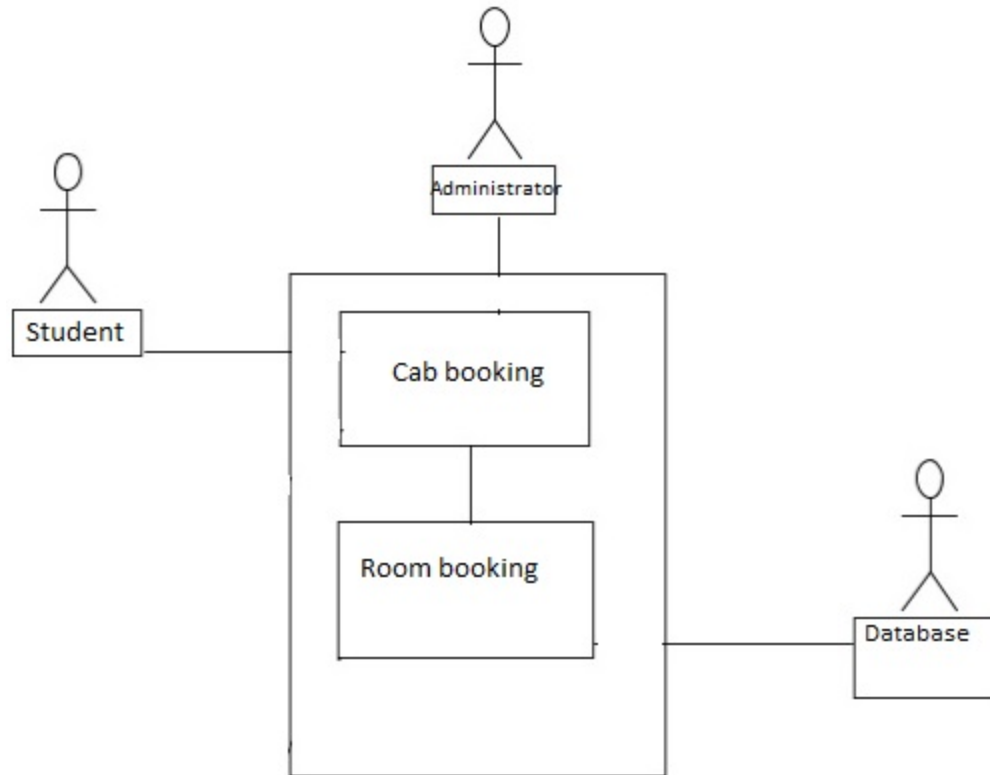 Administrator
Student
Cab booking
Room booking
Database